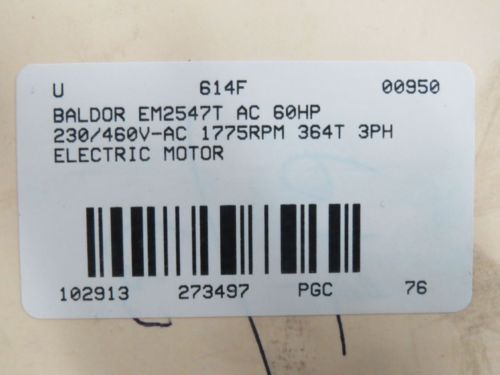 U 614F 00950
BALDOR EM2547T AC 60HP
230/460V-AC 1775RPM 364T 3PH
ELECTRIC MOTOR
102913 273497 PGC 76